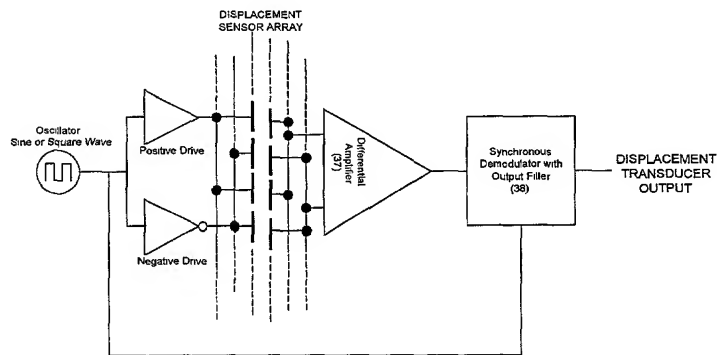 DISPLACEMENT
SENSOR ARRAY
Oscillator
Sine or Square Wave
Positive Drive
Negative Drive
Differential
Amplifier
(37)
Synchronous
Demodulator with
Output Filler
(38)
DISPLACEMENT
TRANSDUCER
OUTPUT